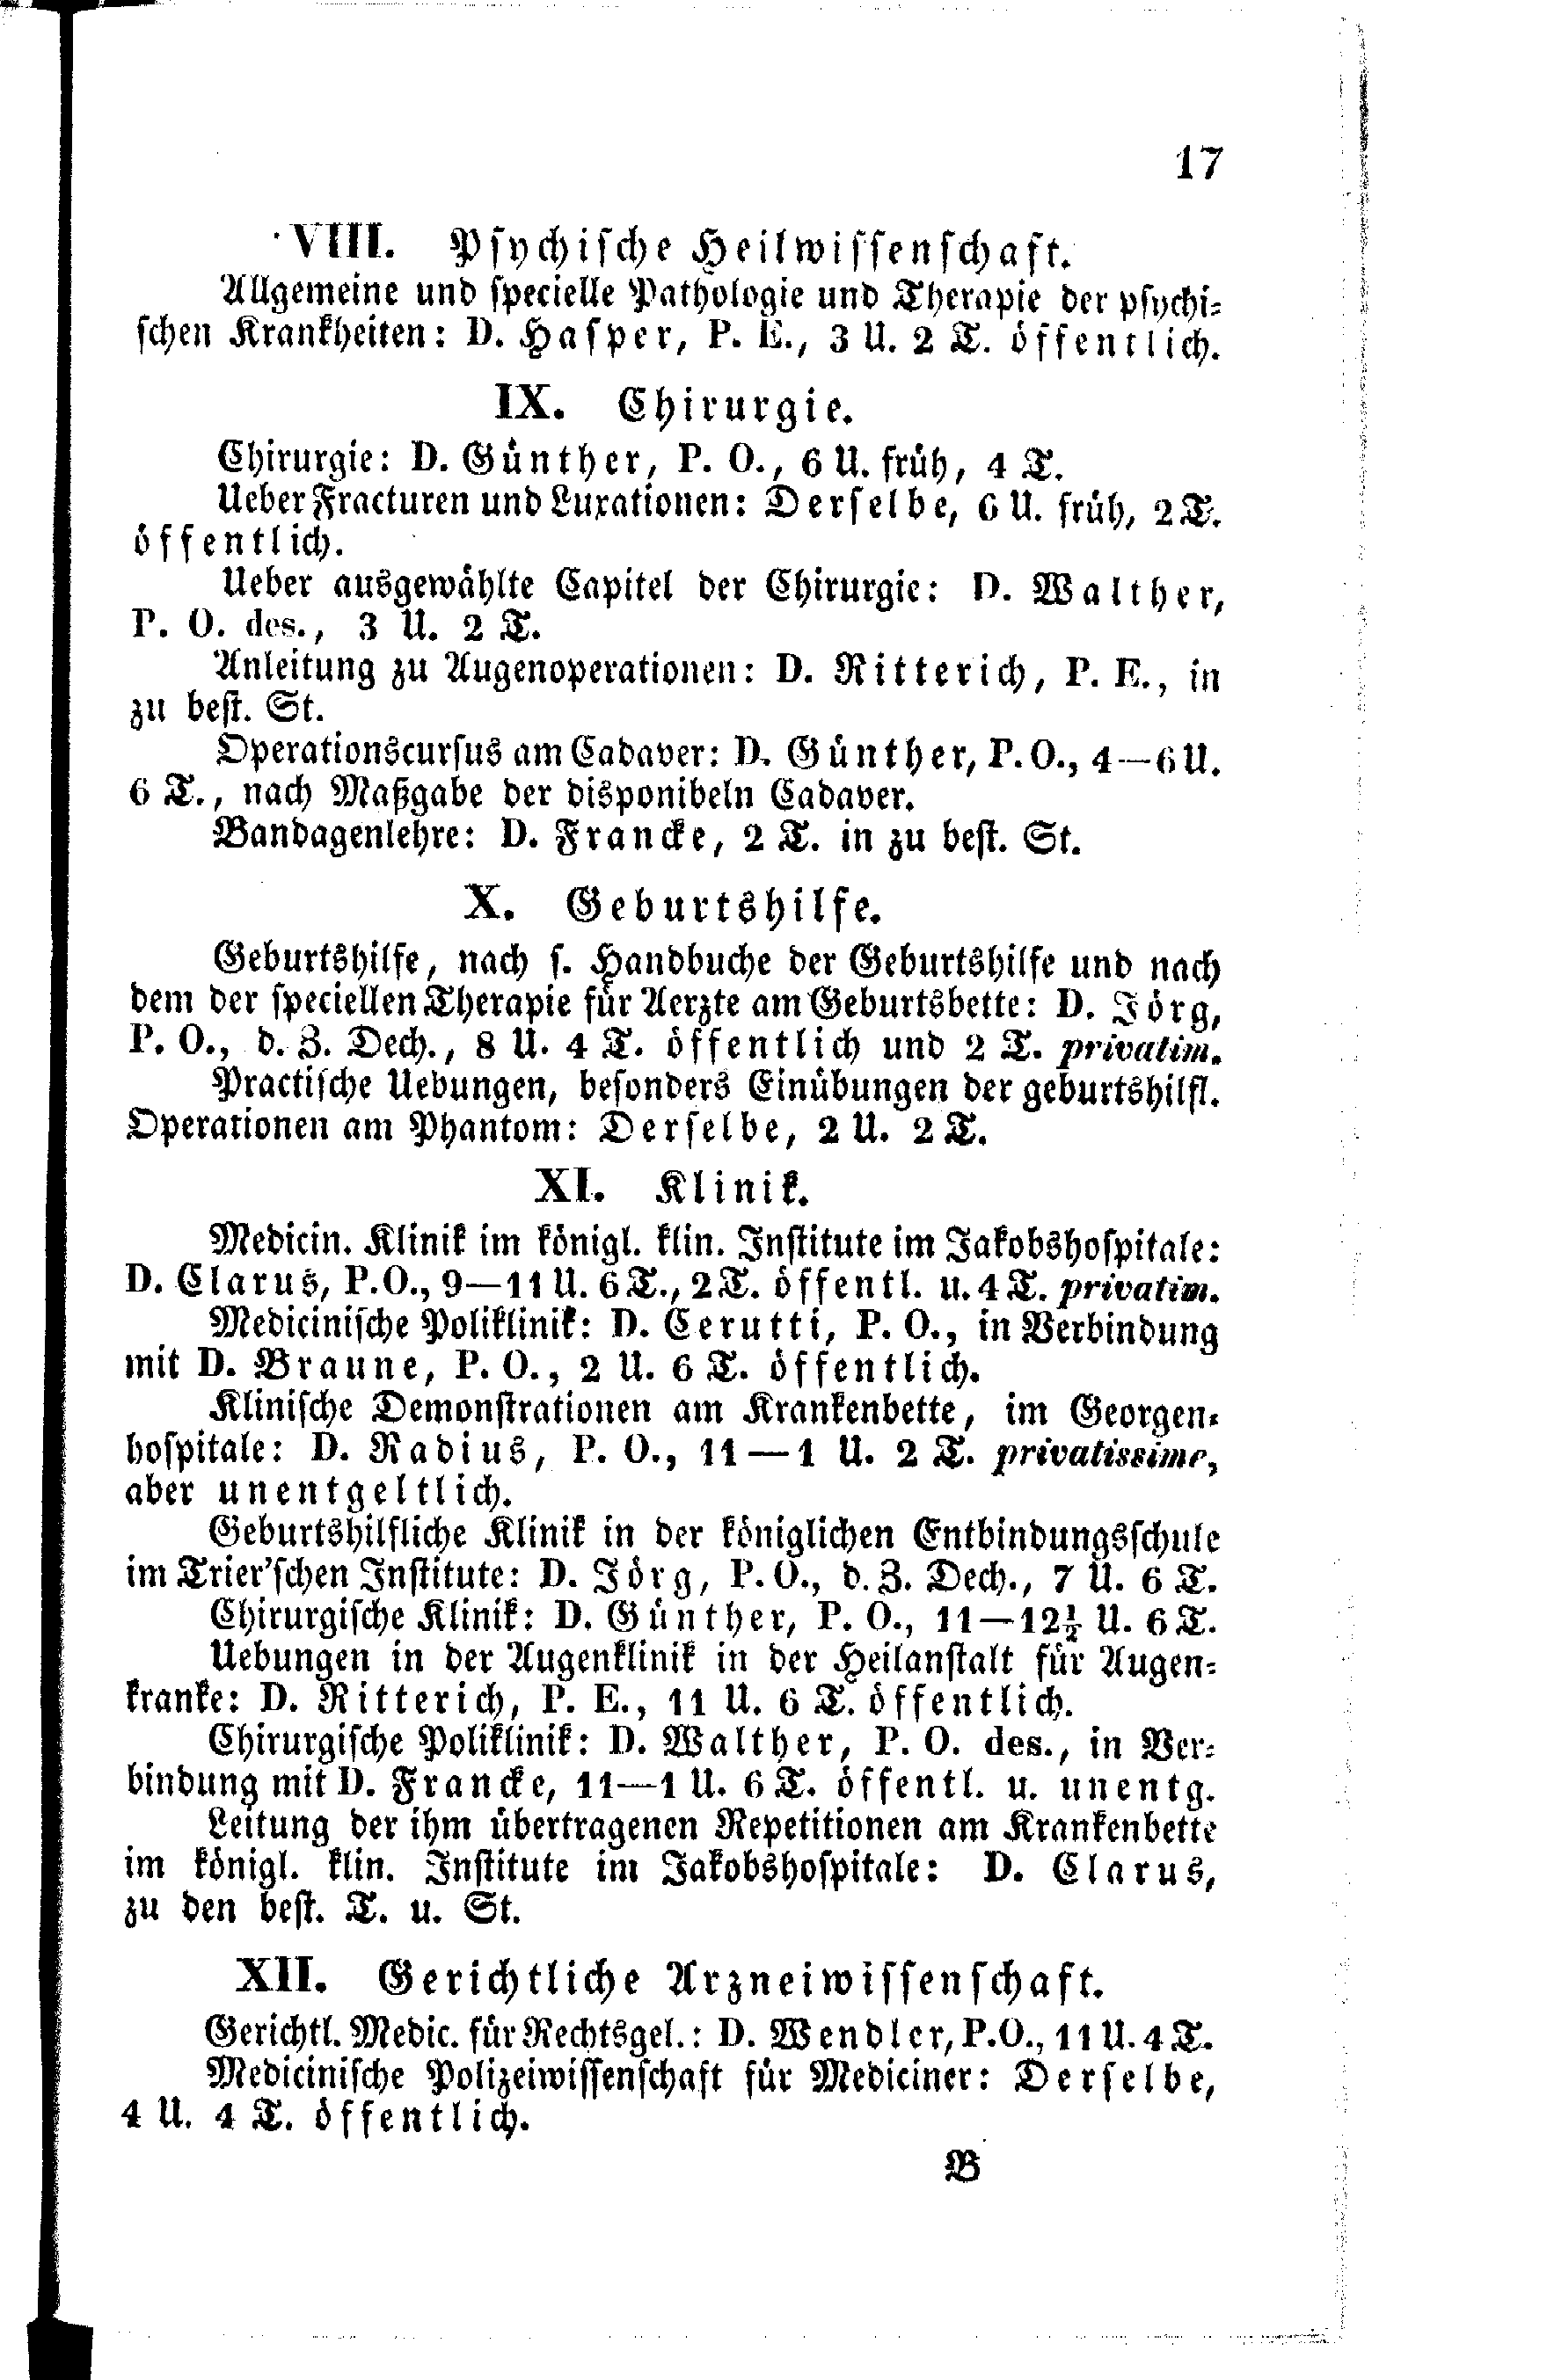 17
VIII. Psychische Heilwissenschaft.
Allgemeine und specielle Pathologie und Therapie der psychi-
schen Krankheiten: D. Hasper, P. E., 3 U. 2 T. öffentlich.
IX. Chirurgie.
Chirurgie: D. Günther, P. O., 6 U. früh, 4 T.
Ueber Fracturen und Luxationen: Derselbe, 6 U. früh, 2 T.
öffentlich.
Ueber ausgewählte Capitel der Chirurgie: D. Walther,
P. O. des., 3 U. 2 T.
Anleitung zu Augenoperationen: D. Ritterich, P. E., in
zu best. St.
Operationscursus am Cadaver: D. Günther, P. O., 4—6 U.
6 T., nach Maßgabe der disponibeln Cadaver.
Bandagenlehre: D. Francke, 2 T. in zu best. St.
X. Geburtshilfe.
Geburtshilfe, nach s. Handbuche der Geburtshilfe und nach
dem der speciellen Therapie für Aerzte am Geburtsbette: D. Jörg,
P. O., d. Z. Dech., 8 U. 4 T. öffentlich und 2 T. privatim.
Practische Uebungen, besonders Einübungen der geburtshilfl.
Operationen am Phantom: Derselbe, 2 U. 2 T.
XI. Klinik.
Medicin. Klinik im königl. klin. Institute im Jakobshospitale:
D. Clarus, P. O., 9—11 U. 6 T., 2 T. öffentl. u. 4 T. privatim.
Medicinische Poliklinik: D. Cerutti, P. O., in Verbindung
mit D. Braune, P. O., 2 U. 6 T. öffentlich.
Klinische Demonstrationen am Krankenbette, im Georgen-
hospitale: D. Radius, P. O., 11—1 U. 2 T. privatissime,
aber unentgeltlich.
Geburtshilfliche Klinik in der königlichen Entbindungsschule
im Trier'schen Institute: D. Jörg, P. O., d. Z. Dech., 7 U. 6 T.
Chirurgische Klinik: D. Günther, P. O., 11—12½ U. 6 T.
Uebungen in der Augenklinik in der Heilanstalt für Augen-
kranke: D. Ritterich, P. E., 11 U. 6 T. öffentlich.
Chirurgische Poliklinik: D. Walther, P. O. des., in Ver-
bindung mit D. Francke, 11—1 U. 6 T. öffentl. u. unentg.
Leitung der ihm übertragenen Repetitionen am Krankenbette
im königl. klin. Institute im Jakobshospitale: D. Clarus,
zu den best. T. u. St.
XII. Gerichtliche Arzneiwissenschaft.
Gerichtl. Medic. für Rechtsgel.: D. Wendler, P. O., 11 U. 4 T.
Medicinische Polizeiwissenschaft für Mediciner: Derselbe,
4 U. 4 T. öffentlich.
B